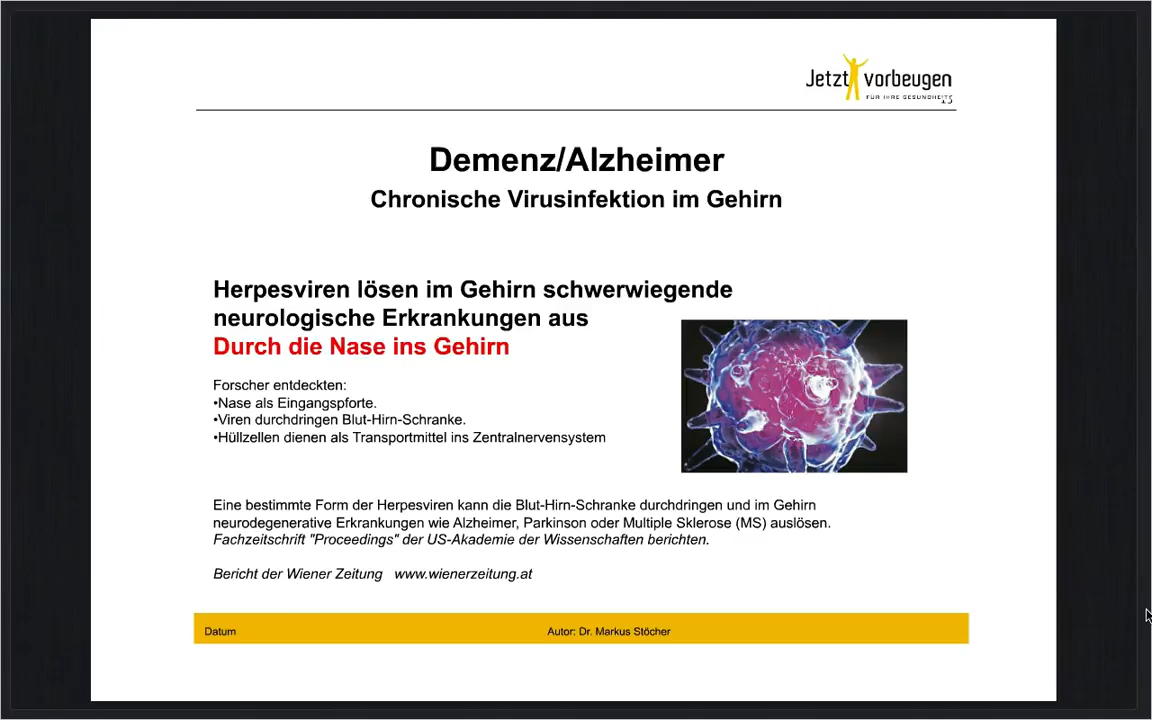 Jetzt vorbeugen
FÜR IHRE GESUNDHEIT
15
Demenz/Alzheimer
Chronische Virusinfektion im Gehirn
Herpesviren lösen im Gehirn schwerwiegende
neurologische Erkrankungen aus
Durch die Nase ins Gehirn
Forscher entdeckten:
•Nase als Eingangspforte.
•Viren durchdringen Blut-Hirn-Schranke.
•Hüllzellen dienen als Transportmittel ins Zentralnervensystem
Eine bestimmte Form der Herpesviren kann die Blut-Hirn-Schranke durchdringen und im Gehirn
neurodegenerative Erkrankungen wie Alzheimer, Parkinson oder Multiple Sklerose (MS) auslösen.
Fachzeitschrift "Proceedings" der US-Akademie der Wissenschaften berichten.
Bericht der Wiener Zeitung www.wienerzeitung.at
Datum Autor: Dr. Markus Stöcher